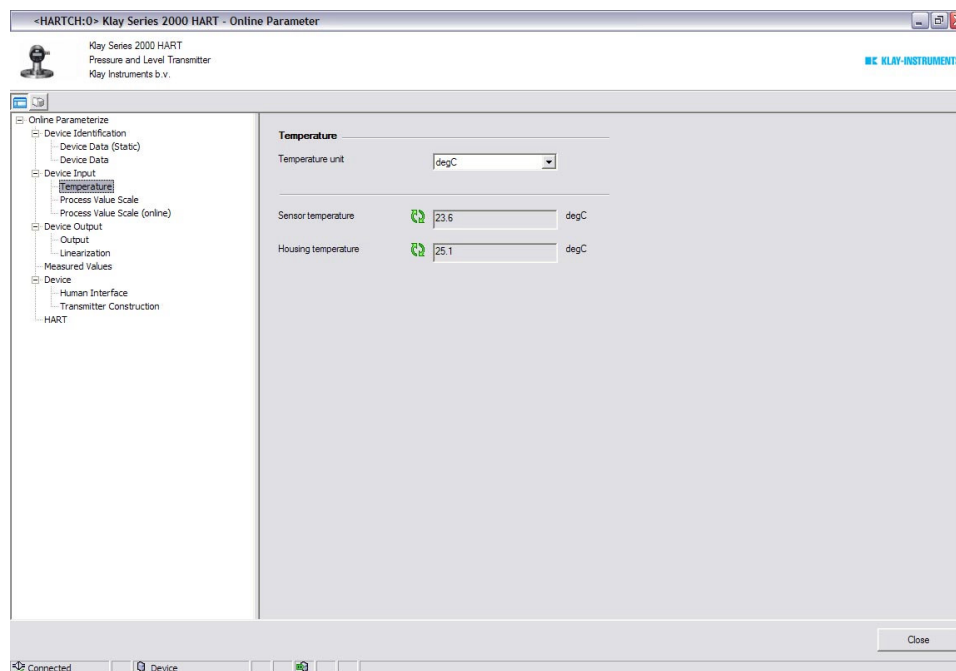 <HARTCH:0> Klay Series 2000 HART - Online Parameter
Klay Series 2000 HART
Pressure and Level Transmitter
Klay Instruments b.v.
KLAY-INSTRUMENTS
Online Parameterize
Device Identification
Device Data (Static)
Device Data
Device Input
Temperature
Process Value Scale
Process Value Scale (online)
Device Output
Output
Linearization
Measured Values
Device
Human Interface
Transmitter Construction
HART
Temperature
Temperature unit degC
Sensor temperature 23.6 degC
Housing temperature 25.1 degC
Close
Connected Device